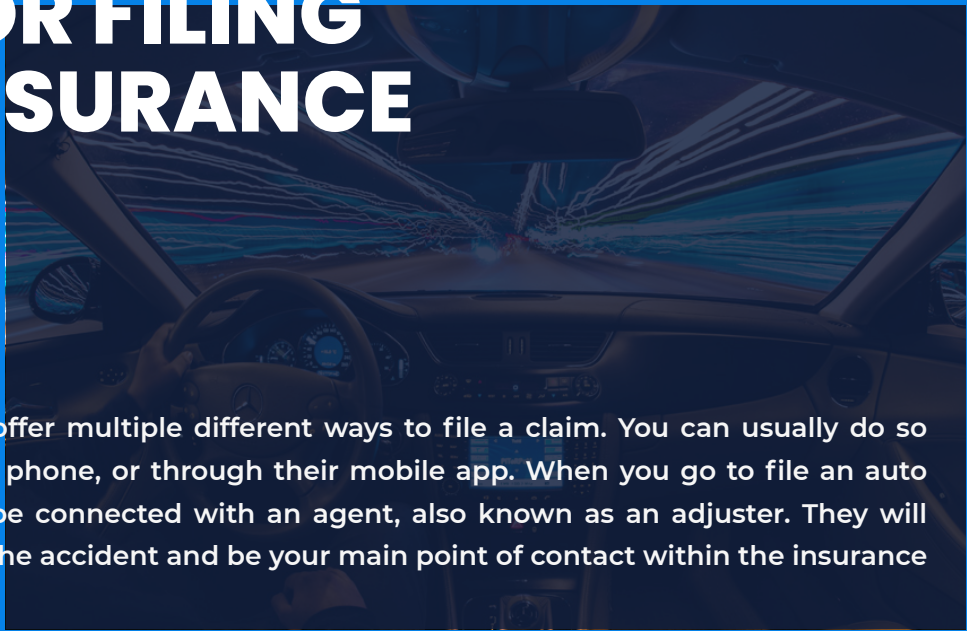 OR FILING
SURANCE
offer multiple different ways to file a claim. You can usually do so
phone, or through their mobile app. When you go to file an auto
be connected with an agent, also known as an adjuster. They will
he accident and be your main point of contact within the insurance